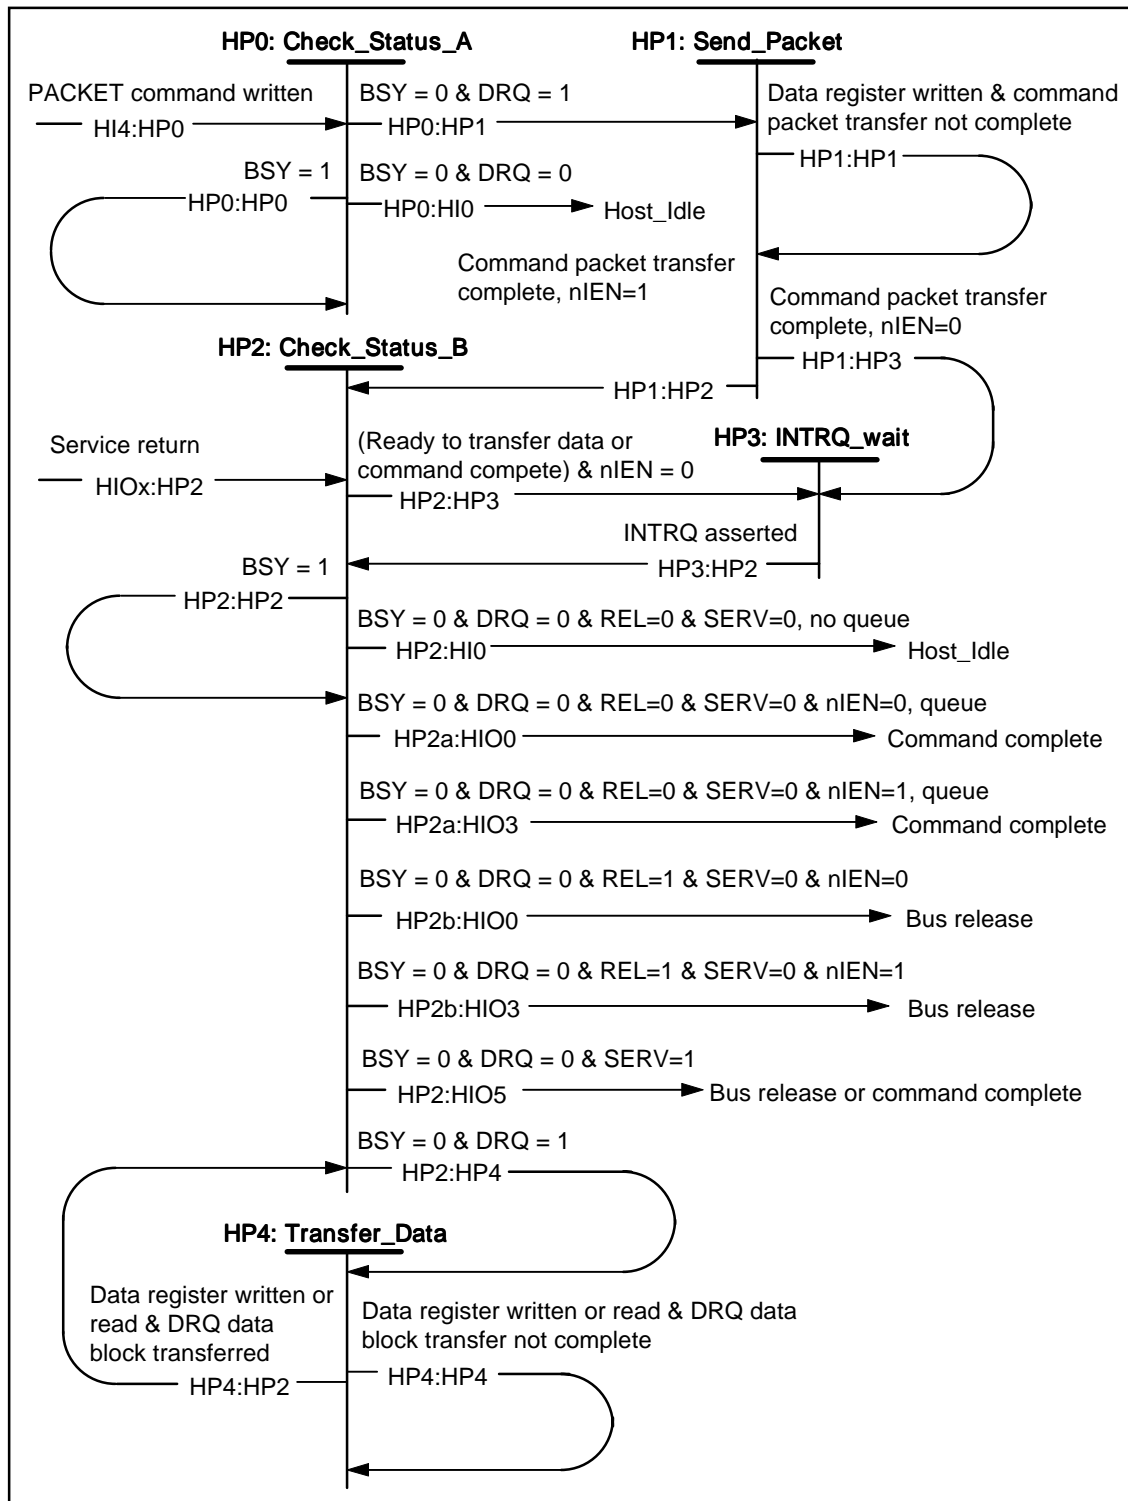 HP0: Check_Status_A
HP1: Send_Packet
PACKET command written
HI4:HP0
BSY = 0 & DRQ = 1
HP0:HP1
Data register written & command
packet transfer not complete
HP1:HP1
BSY = 1
HP0:HP0
BSY = 0 & DRQ = 0
HP0:HI0
Host_Idle
Command packet transfer
complete, nIEN=1
Command packet transfer
complete, nIEN=0
HP1:HP3
HP2: Check_Status_B
HP1:HP2
Service return
HIOx:HP2
(Ready to transfer data or
command compete) & nIEN = 0
HP2:HP3
HP3: INTRQ_wait
INTRQ asserted
HP3:HP2
BSY = 1
HP2:HP2
BSY = 0 & DRQ = 0 & REL=0 & SERV=0, no queue
HP2:HI0
Host_Idle
BSY = 0 & DRQ = 0 & REL=0 & SERV=0 & nIEN=0, queue
HP2a:HIO0
Command complete
BSY = 0 & DRQ = 0 & REL=0 & SERV=0 & nIEN=1, queue
HP2a:HIO3
Command complete
BSY = 0 & DRQ = 0 & REL=1 & SERV=0 & nIEN=0
HP2b:HIO0
Bus release
BSY = 0 & DRQ = 0 & REL=1 & SERV=0 & nIEN=1
HP2b:HIO3
Bus release
BSY = 0 & DRQ = 0 & SERV=1
HP2:HIO5
Bus release or command complete
BSY = 0 & DRQ = 1
HP2:HP4
HP4: Transfer_Data
Data register written or
read & DRQ data
block transferred
HP4:HP2
Data register written or read & DRQ data
block transfer not complete
HP4:HP4